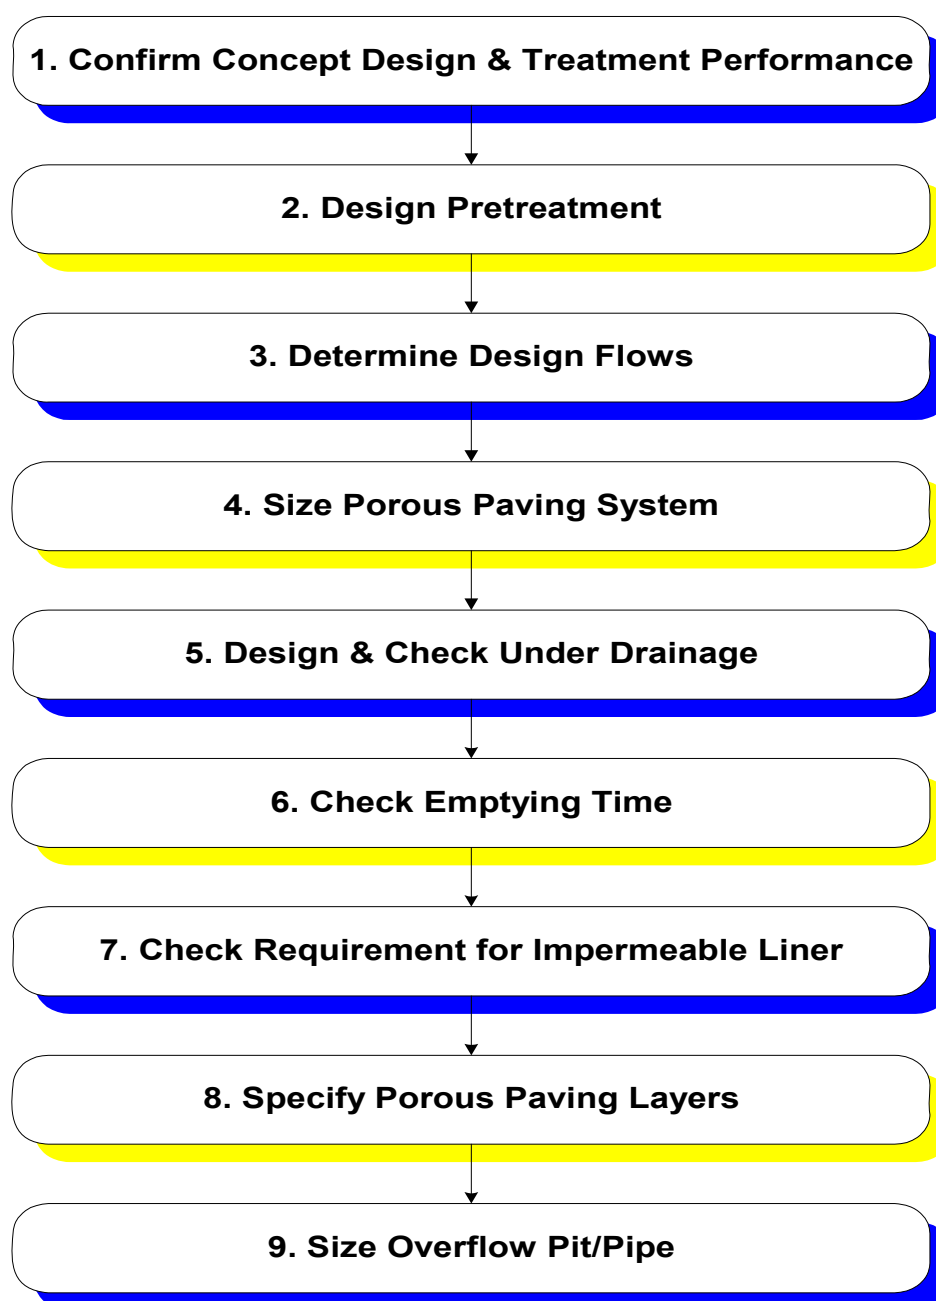 1. Confirm Concept Design & Treatment Performance
2. Design Pretreatment
3. Determine Design Flows
4. Size Porous Paving System
5. Design & Check Under Drainage
6. Check Emptying Time
7. Check Requirement for Impermeable Liner
8. Specify Porous Paving Layers
9. Size Overflow Pit/Pipe